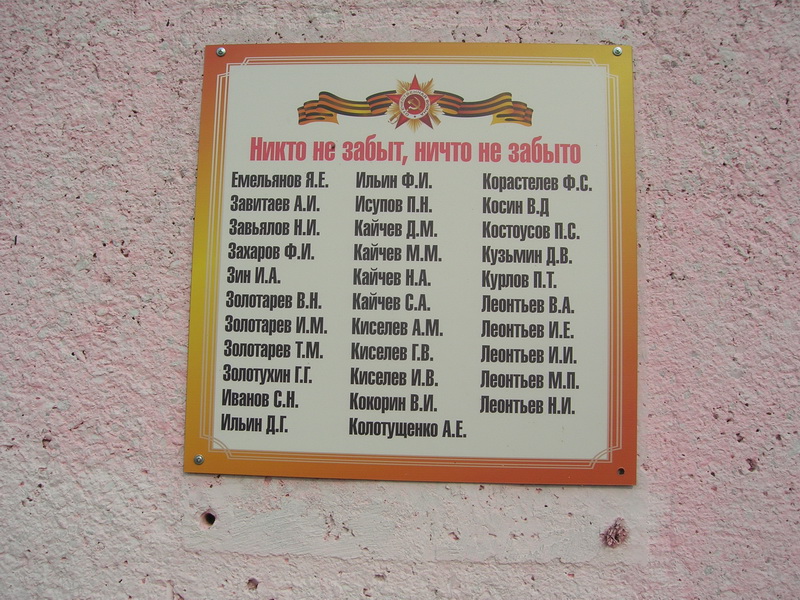 Никто не забыт, ничто не забыто
Емельянов Я.Е.
Завитаев А.И.
Завьялов Н.И.
Захаров Ф.И.
Зин И.А.
Золотарев В.Н.
Золотарев И.М.
Золотарев Т.М.
Золотухин Г.Г.
Иванов С.Н.
Ильин Д.Г.
Ильин Ф.И.
Исупов П.Н.
Кайчев Д.М.
Кайчев М.М.
Кайчев Н.А.
Кайчев С.А.
Киселев А.М.
Киселев Г.В.
Киселев И.В.
Кокорин В.И.
Колотущенко А.Е.
Корастелев Ф.С.
Косин В.Д
Костоусов П.С.
Кузьмин Д.В.
Курлов П.Т.
Леонтьев В.А.
Леонтьев И.Е.
Леонтьев И.И.
Леонтьев М.П.
Леонтьев Н.И.